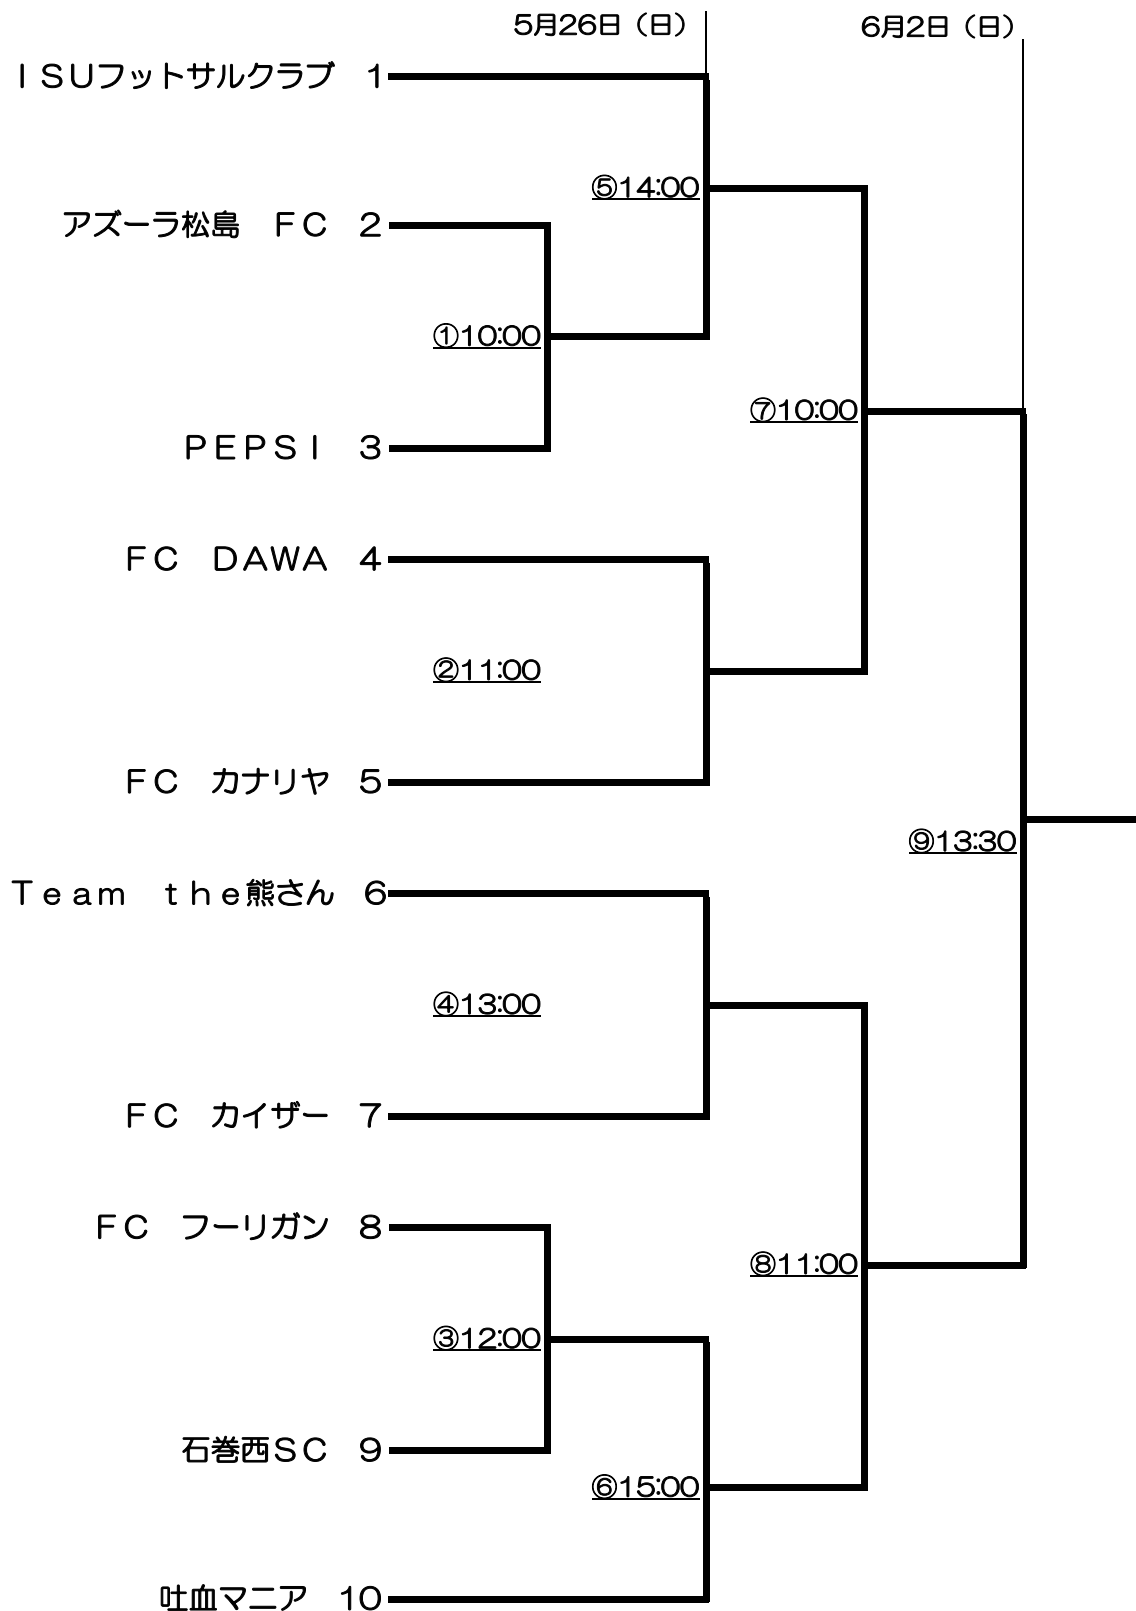 5月26日（日）
6月2日（日）
ＩＳＵフットサルクラブ　1
⑤14:00
アズーラ松島　ＦＣ　2
①10:00
⑦10:00
ＰＥＰＳＩ　3
ＦＣ　ＤＡＷＡ　4
②11:00
ＦＣ　カナリヤ　5
⑨13:30
Ｔｅａｍ　ｔｈｅ熊さん　6
④13:00
ＦＣ　カイザー　7
ＦＣ　フーリガン　8
⑧11:00
③12:00
石巻西ＳＣ　9
⑥15:00
吐血マニア　10